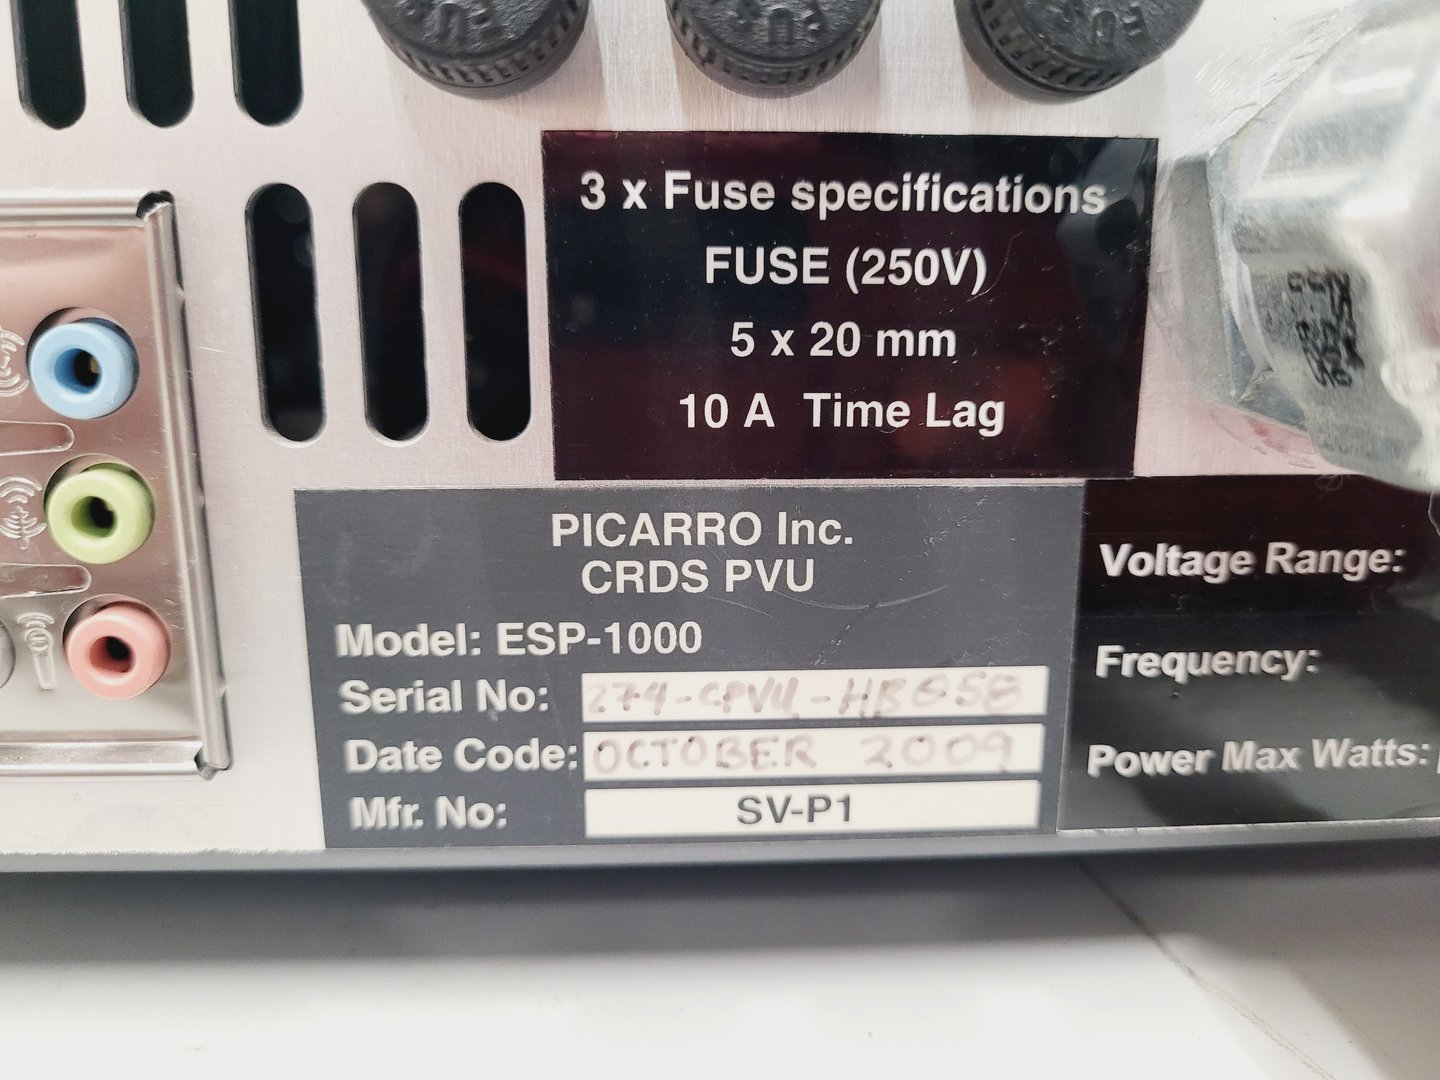 3 x Fuse specifications
FUSE (250V)
5 x 20 mm
10 A Time Lag
PICARRO Inc.
CRDS PVU
Model: ESP-1000
Serial No:
Date Code: OCTOBER 2009
Mfr. No: SV-P1
Voltage Range:
Frequency:
Power Max Watts: